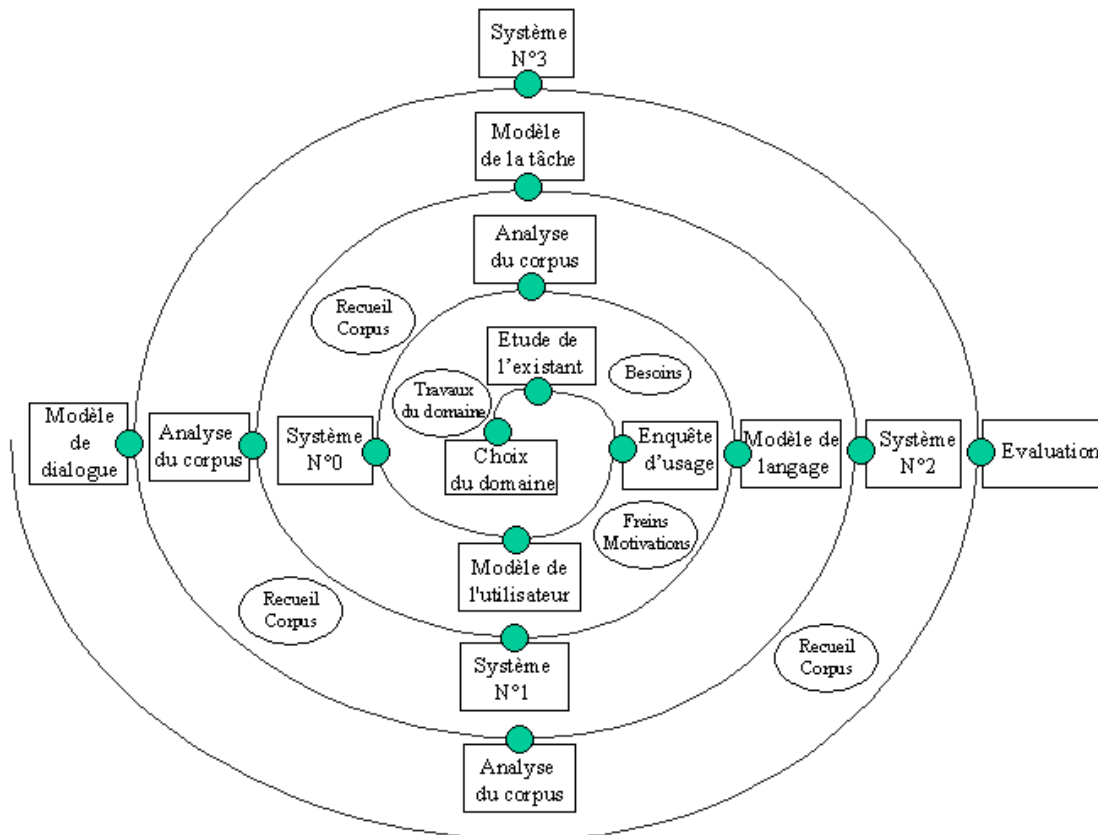 Système
N°3
Modèle
de la tâche
Analyse
du corpus
Recueil
Corpus
Etude de
l'existant
Besoins
Travaux
du domaine
Modèle
de
dialogue
Analyse
du corpus
Système
N°0
Choix
du domaine
Enquête
d'usage
Modèle de
langage
Système
N°2
Evaluation
Freins
Motivations
Modèle de
l'utilisateur
Recueil
Corpus
Recueil
Corpus
Système
N°1
Analyse
du corpus